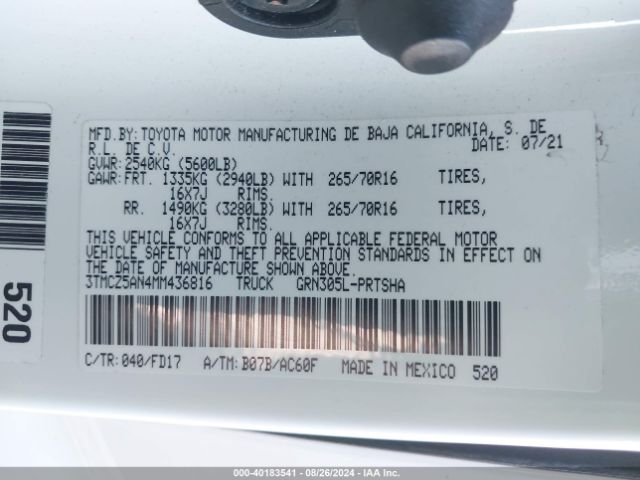 MFD.BY:TOYOTA MOTOR MANUFACTURING DE BAJA CALIFORNIA, S. DE
R.L. DE C.V. DATE: 07/21
GVWR:2540KG (5600LB)
GAWR:FRT. 1335KG (2940LB) WITH 265/70R16 TIRES,
16X7J RIMS.
RR. 1490KG (3280LB) WITH 265/70R16 TIRES,
16X7J RIMS.
THIS VEHICLE CONFORMS TO ALL APPLICABLE FEDERAL MOTOR
VEHICLE SAFETY AND THEFT PREVENTION STANDARDS IN EFFECT ON
THE DATE OF MANUFACTURE SHOWN ABOVE.
3TMCZ5AN4MM436816 TRUCK GRN305L-PRTSHA
C/TR:040/FD17 A/TM:B07B/AC60F MADE IN MEXICO 520
520
000-40183541 | 08/26/2024 | IAA Inc.